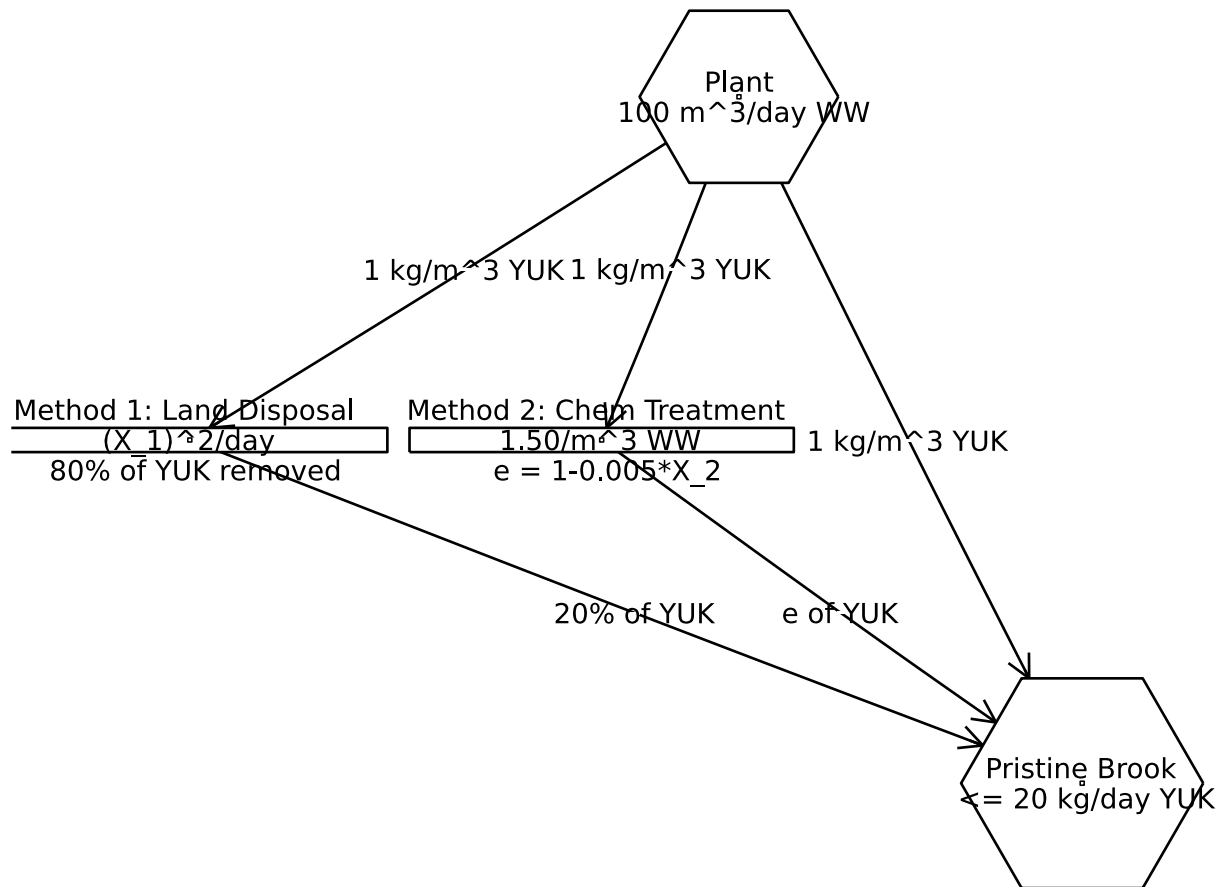 Plant
100 m^3/day WW
1 kg/m^3 YUK
1 kg/m^3 YUK
Method 1: Land Disposal
(X_1)^2/day
80% of YUK removed
Method 2: Chem Treatment
1.50/m^3 WW
e = 1-0.005*X_2
1 kg/m^3 YUK
20% of YUK
e of YUK
Pristine Brook
<= 20 kg/day YUK